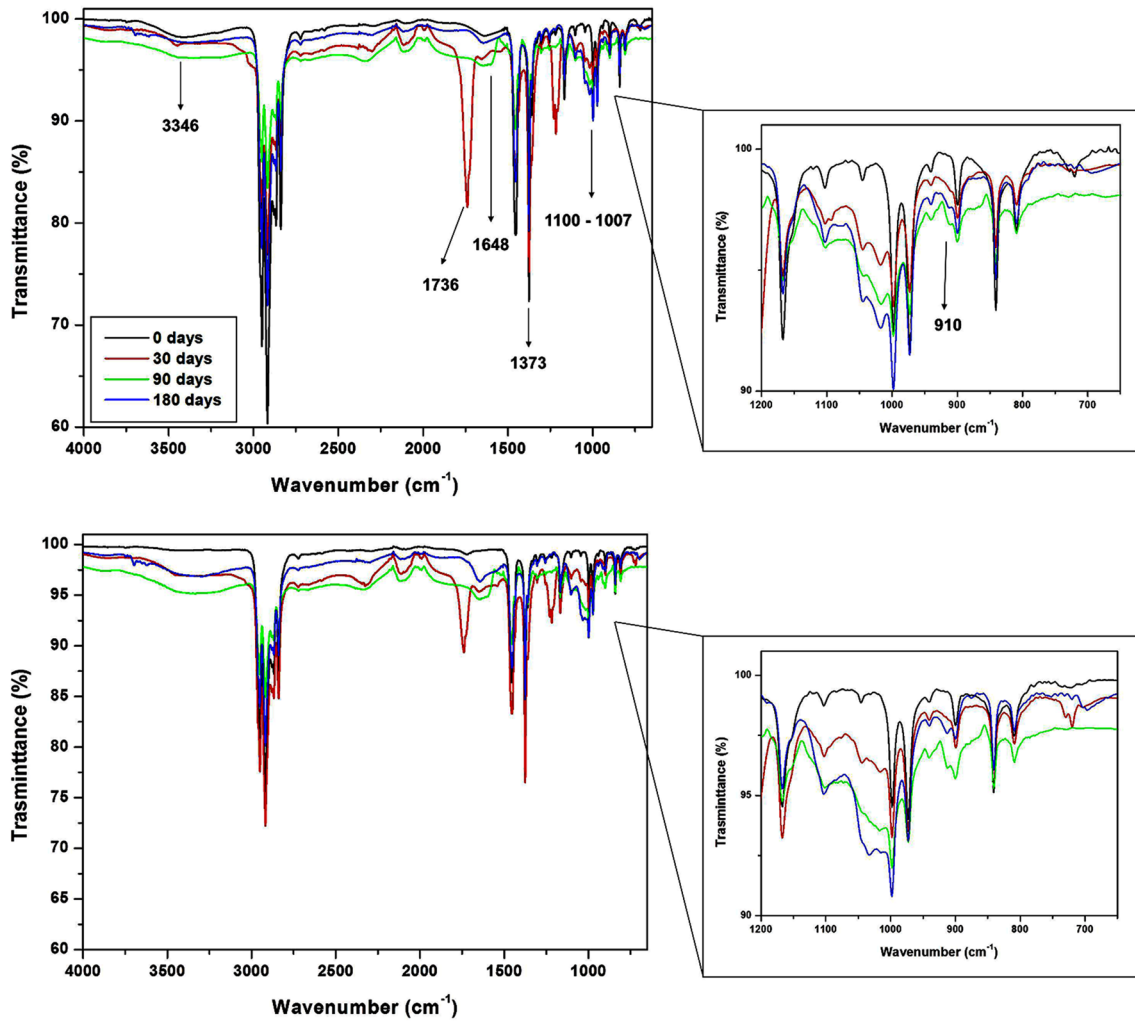 100
90
80
70
60
Transmittance (%)
3346
1736
1648
1373
1100 - 1007
0 days
30 days
90 days
180 days
4000 3500 3000 2500 2000 1500 1000
Wavenumber (cm-1)
100
90
Transmittance (%)
910
1200 1100 1000 900 800 700
Wavenumber (cm-1)
100
95
90
85
80
75
70
65
60
Trasminttance (%)
4000 3500 3000 2500 2000 1500 1000
Wavenumber (cm-1)
100
95
90
Trasminttance (%)
1200 1100 1000 900 800 700
Wavenumber (cm-1)